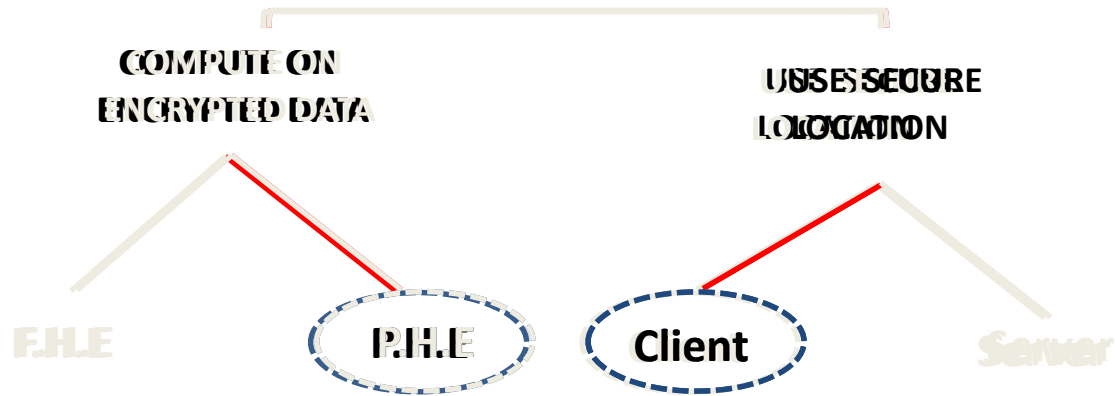 COMPUTE ON
ENCRYPTED DATA
USE SECURE
LOCATION
F.H.E
P.H.E
Client
Server